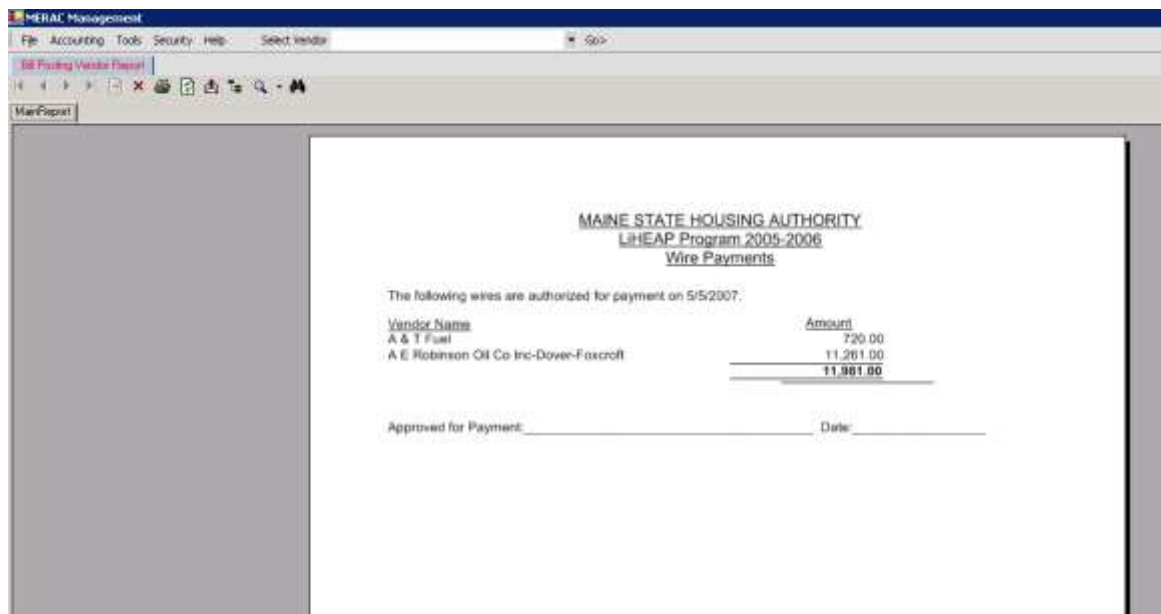 MERAC Management
File Accounting Tools Security Help Select Vendor Go>
Bill Posting Vendor Report
MainReport
MAINE STATE HOUSING AUTHORITY
LiHEAP Program 2005-2006
Wire Payments
The following wires are authorized for payment on 5/5/2007.
Vendor Name Amount
A & T Fuel 720.00
A E Robinson Oil Co Inc-Dover-Foxcroft 11,261.00
11,981.00
Approved for Payment: Date: